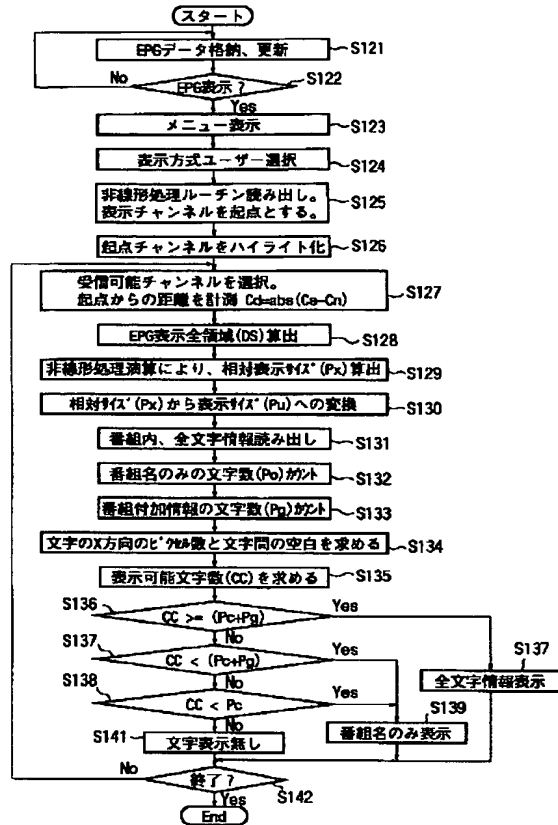 スタート
EPGデータ格納、更新
S121
No
EPG表示?
S122
Yes
メニュー表示
S123
表示方式ユーザー選択
S124
非線形処理ルーチン読み出し。
表示チャンネルを起点とする。
S125
起点チャンネルをハイライト化
S126
受信可能チャンネルを選択。
起点からの距離を計測 Cd=abs(Cs-Cn)
S127
EPG表示全領域(DS)算出
S128
非線形処理演算により、相対表示サイズ(Px)算出
S129
相対サイズ(Px)から表示サイズ(Pu)への変換
S130
番組内、全文字情報読み出し
S131
番組名のみの文字数(Po)カウント
S132
番組付加情報の文字数(Pg)カウント
S133
文字のX方向のピクセル数と文字間の空白を求める
S134
表示可能文字数(CC)を求める
S135
S136
CC >= (Pc+Pg)
Yes
No
S137
CC < (Pc+Pg)
Yes
S137
全文字情報表示
No
S138
CC < Pc
Yes
S139
番組名のみ表示
No
S141
文字表示無し
No
終了?
S142
Yes
End